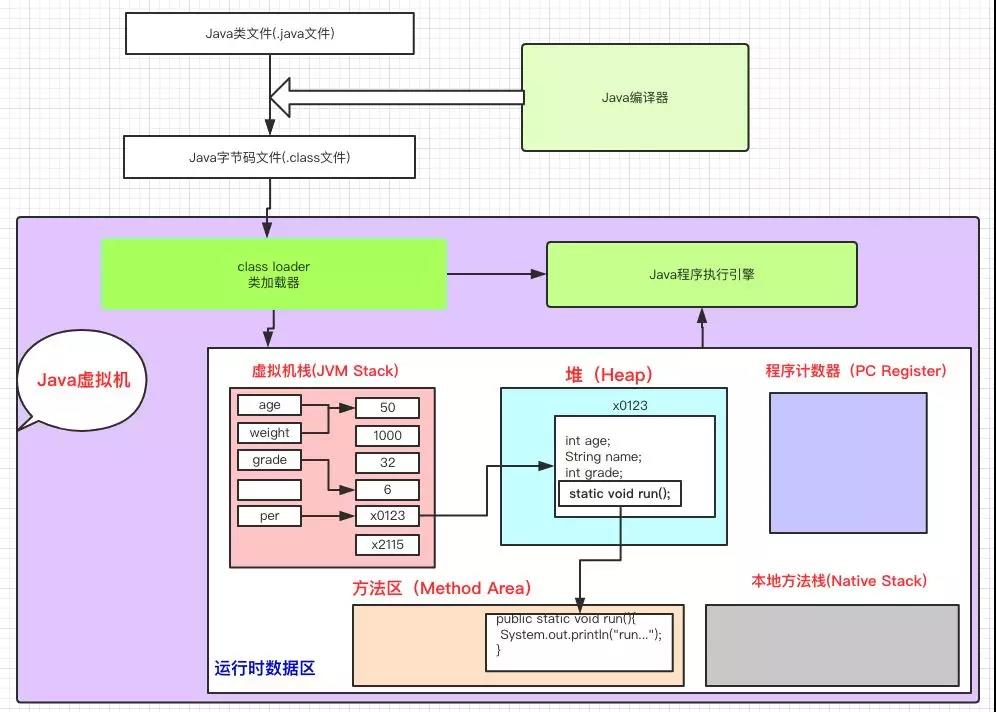 Java类文件(.java文件)
Java编译器
Java字节码文件(.class文件)
class loader
类加载器
Java程序执行引擎
Java虚拟机
虚拟机栈(JVM Stack)
age
weight
grade
per
50
1000
32
6
x0123
x2115
堆（Heap）
x0123
int age;
String name;
int grade;
static void run();
程序计数器（PC Register）
方法区（Method Area）
public static void run(){
System.out.println("run...");
}
本地方法栈(Native Stack)
运行时数据区